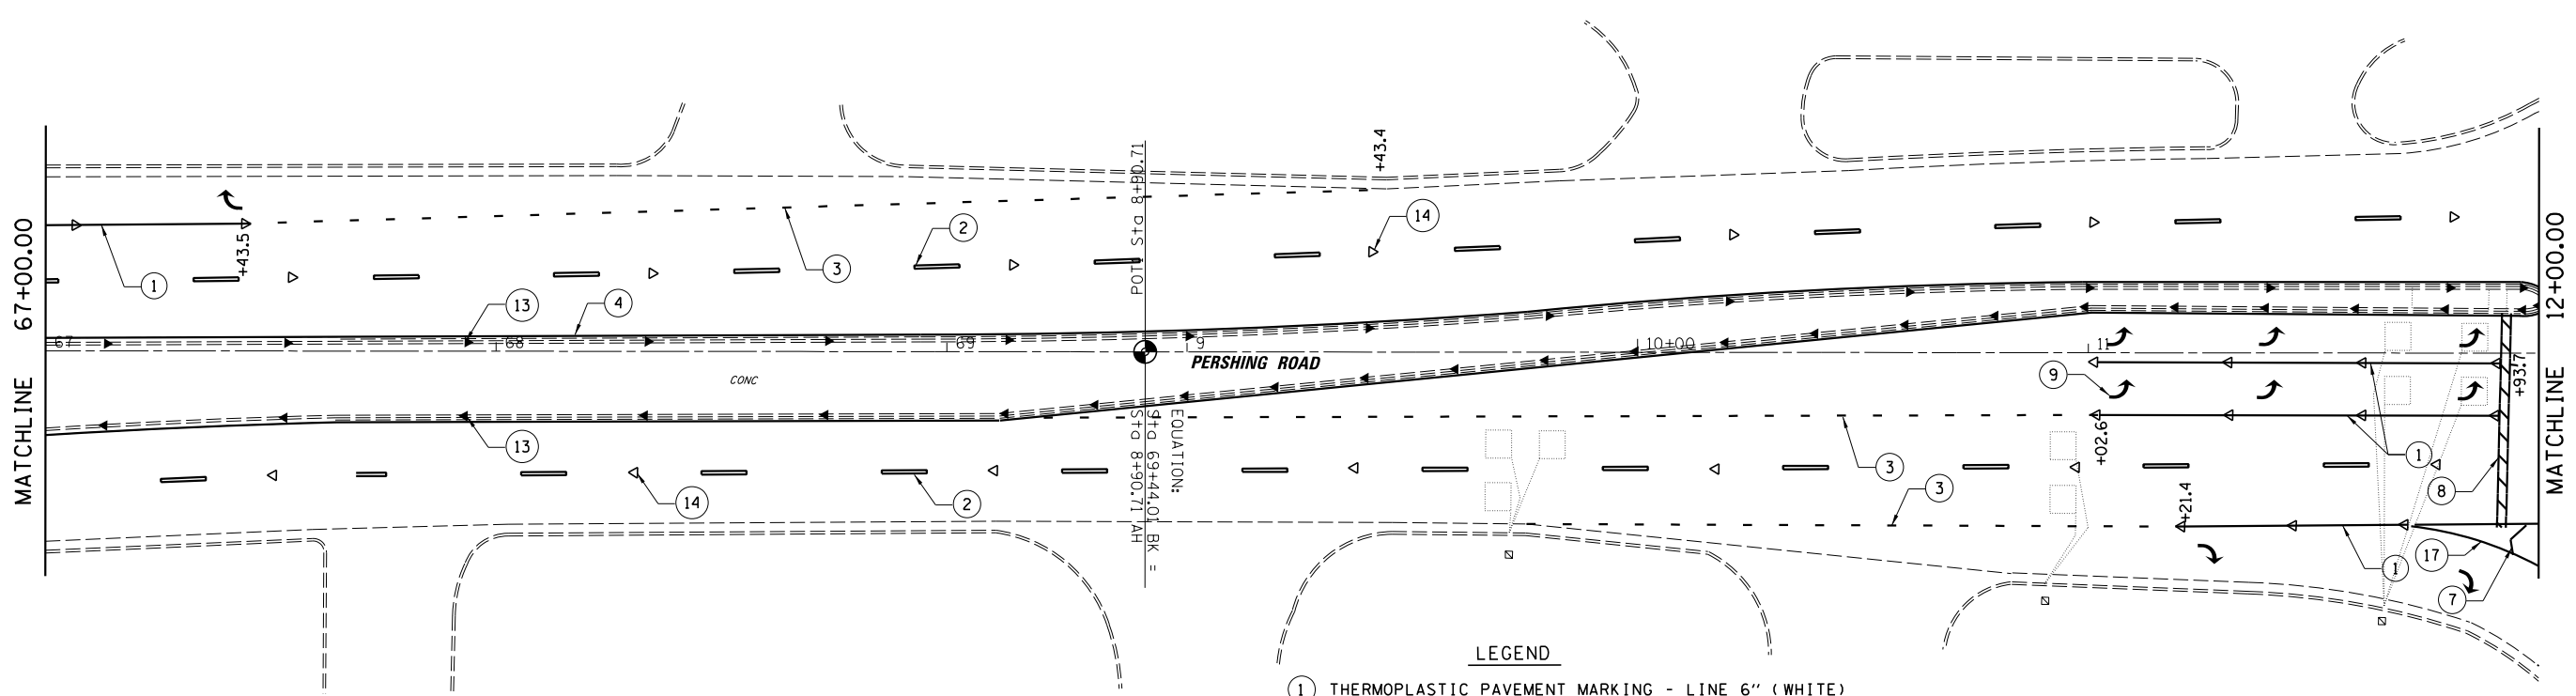 MATCHLINE 67+00.00
+43.5
1
3
2
13
4
67
68
69
POT: Sta 8+90.71
+43.4
14
9
PERSHING ROAD
10+00
11
CONC
13
14
2
EQUATION:
Sta 69+44.01 BK =
Sta 8+90.71 AH
9
3
3
+02.6
+21.4
1
8
1
17
7
+93.7
MATCHLINE 12+00.00
LEGEND
1 THERMOPLASTIC PAVEMENT MARKING - LINE 6" (WHITE)